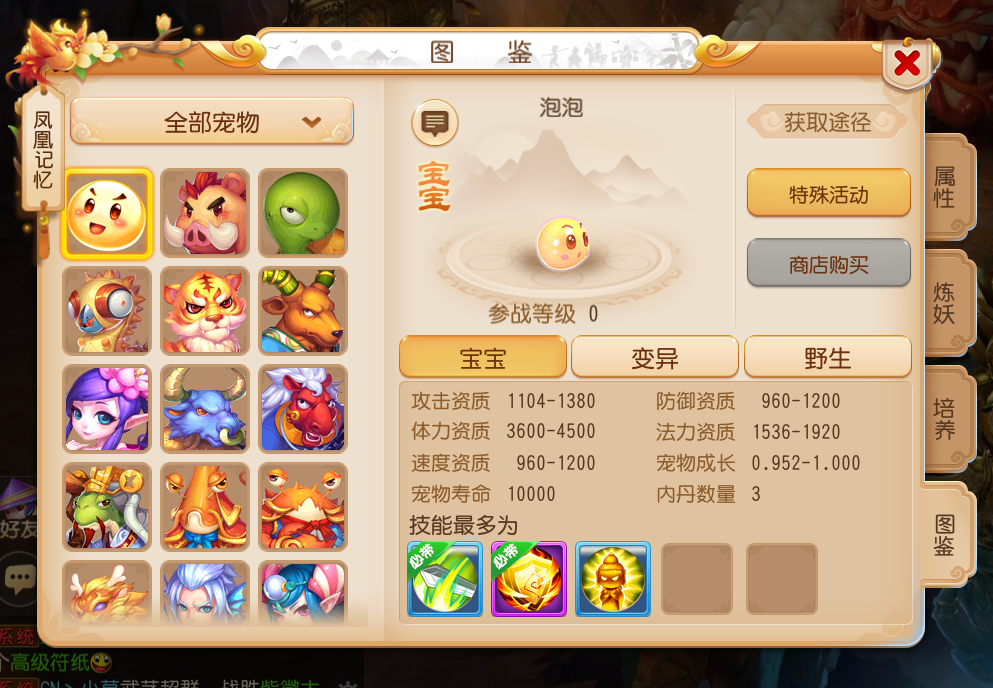 图鉴
凤凰记忆
全部宠物
泡泡
宝宝
获取途径
特殊活动
商店购买
参战等级 0
宝宝 变异 野生
攻击资质 1104-1380 防御资质 960-1200
体力资质 3600-4500 法力资质 1536-1920
速度资质 960-1200 宠物成长 0.952-1.000
宠物寿命 10000 内丹数量 3
技能最多为
必带 必带
属性
炼妖
培养
图鉴
好友
系统
个高级符纸